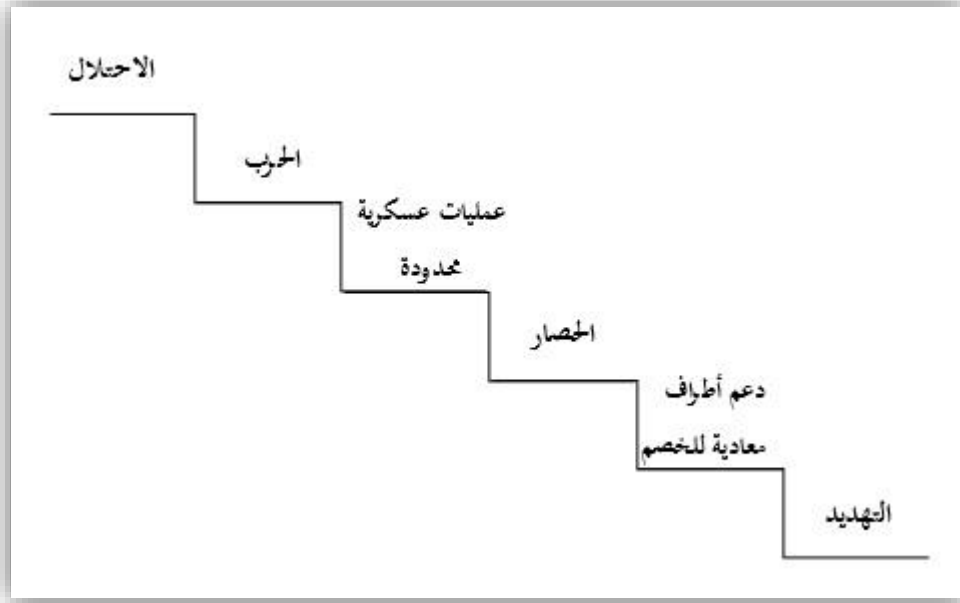 الاحتلال
الحرب
عمليات عسكرية
محدودة
الحصار
دعم أطراف
معادية للخصم
التهديد